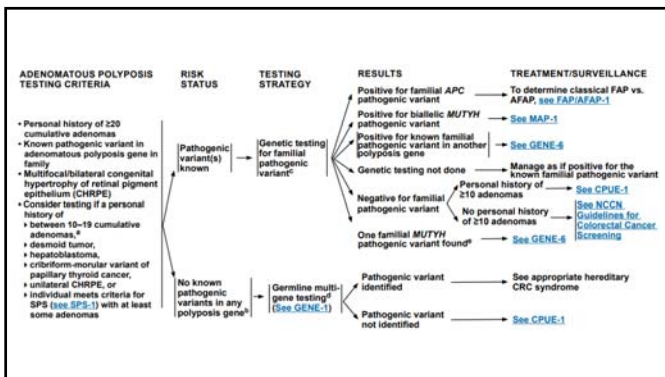 ADENOMATOUS POLYPOSIS
TESTING CRITERIA
• Personal history of ≥20
cumulative adenomas
• Known pathogenic variant in
adenomatous polyposis gene in
family
• Multifocal/bilateral congenital
hypertrophy of retinal pigment
epithelium (CHRPE)
• Consider testing if a personal
history of
▸ between 10–19 cumulative
adenomas,a
▸ desmoid tumor,
▸ hepatoblastoma,
▸ cribriform-morular variant of
papillary thyroid cancer,
▸ unilateral CHRPE, or
▸ individual meets criteria for
SPS (see SPS-1) with at least
some adenomas
RISK
STATUS
Pathogenic
variant(s)
known
No known
pathogenic
variants in any
polyposis geneb
TESTING
STRATEGY
Genetic testing
for familial
pathogenic
variantc
Germline multi-
gene testingd
(See GENE-1)
RESULTS
Positive for familial APC
pathogenic variant
Positive for biallelic MUTYH
pathogenic variant
Positive for known familial
pathogenic variant in another
polyposis gene
Genetic testing not done
Negative for familial
pathogenic variant
Personal history of
≥10 adenomas
No personal history
of ≥10 adenomas
One familial MUTYH
pathogenic variant founde
Pathogenic variant
identified
Pathogenic variant
not identified
TREATMENT/SURVEILLANCE
To determine classical FAP vs.
AFAP, see FAP/AFAP-1
See MAP-1
See GENE-6
Manage as if positive for the
known familial pathogenic variant
See CPUE-1
See NCCN
Guidelines for
Colorectal Cancer
Screening
See GENE-6
See appropriate hereditary
CRC syndrome
See CPUE-1